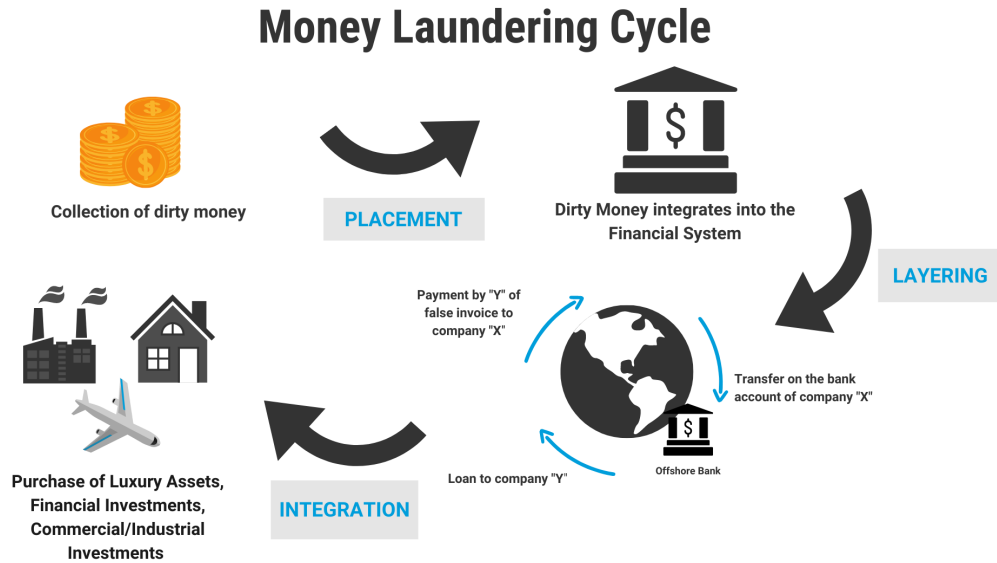 Money Laundering Cycle
$
$
$
$
Collection of dirty money
PLACEMENT
Dirty Money integrates into the
Financial System
LAYERING
Payment by "Y" of
false invoice to
company "X"
Transfer on the bank
account of company "X"
$
Offshore Bank
Loan to company "Y"
INTEGRATION
Purchase of Luxury Assets,
Financial Investments,
Commercial/Industrial
Investments